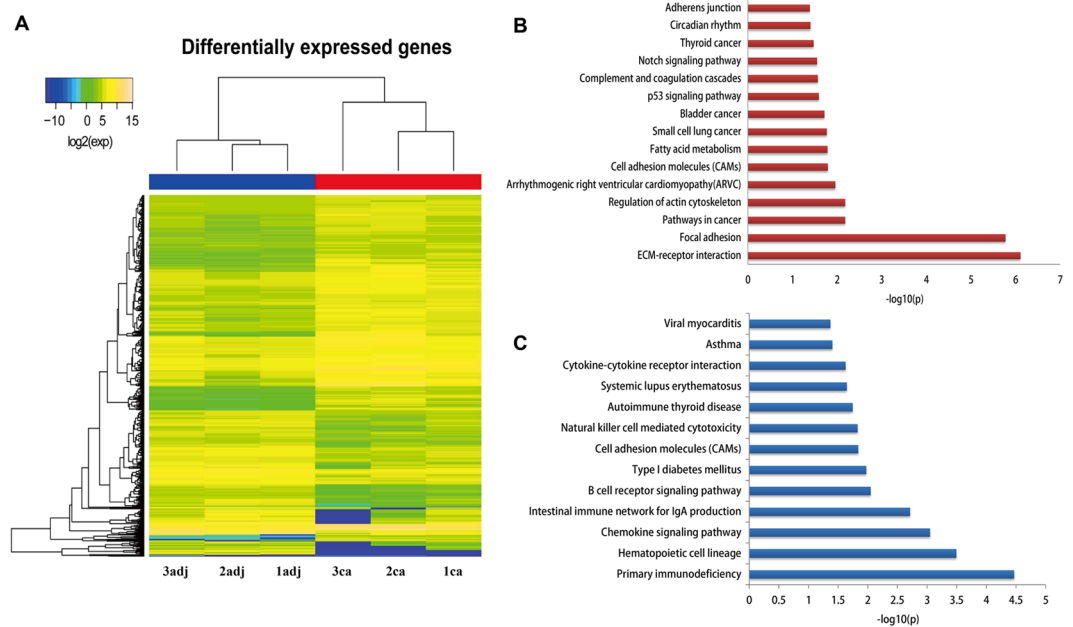 A
Differentially expressed genes
−10 0 5 15
log2(exp)
3adj 2adj 1adj 3ca 2ca 1ca
B
Adherens junction
Circadian rhythm
Thyroid cancer
Notch signaling pathway
Complement and coagulation cascades
p53 signaling pathway
Bladder cancer
Small cell lung cancer
Fatty acid metabolism
Cell adhesion molecules (CAMs)
Arrhythmogenic right ventricular cardiomyopathy(ARVC)
Regulation of actin cytoskeleton
Pathways in cancer
Focal adhesion
ECM-receptor interaction
0 1 2 3 4 5 6 7
-log10(p)
C
Viral myocarditis
Asthma
Cytokine-cytokine receptor interaction
Systemic lupus erythematosus
Autoimmune thyroid disease
Natural killer cell mediated cytotoxicity
Cell adhesion molecules (CAMs)
Type I diabetes mellitus
B cell receptor signaling pathway
Intestinal immune network for IgA production
Chemokine signaling pathway
Hematopoietic cell lineage
Primary immunodeficiency
0 0.5 1 1.5 2 2.5 3 3.5 4 4.5 5
-log10(p)